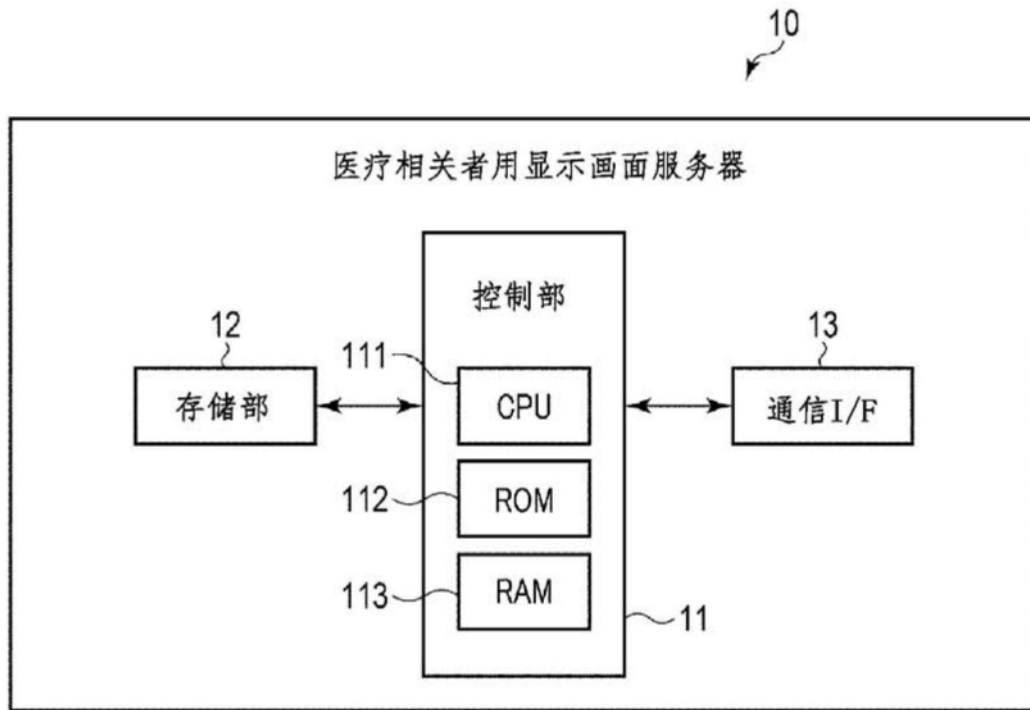 10
医疗相关者用显示画面服务器
控制部
12
存储部
111
CPU
112
ROM
113
RAM
11
13
通信I/F